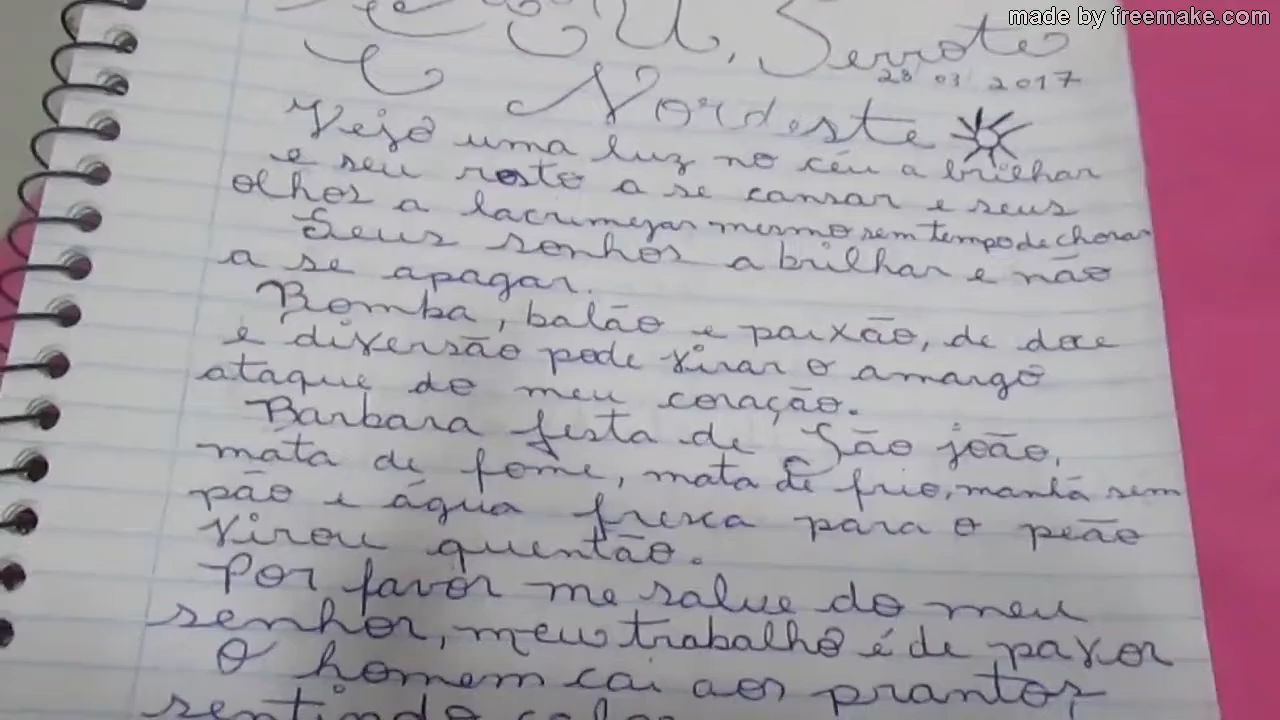 made by freemake.com
Serrote
28 03 2017
Nordeste
Vejo uma luz no céu a brilhar
e seu rosto a se cansar e seus
olhos a lacrimejar mesmo sem tempo de chorar
Seus sonhos a brilhar e não
a se apagar.
Bomba, balão e paixão, de doce
e diversão pode virar o amargo
ataque do meu coração.
Barbara festa de São joão,
mata de fome, mata de frio, manhã sem
pão e água fresca para o peão
virou quentão.
Por favor me salve do meu
senhor, meu trabalho é de pavor
O homem cai aos prantos
sentindo